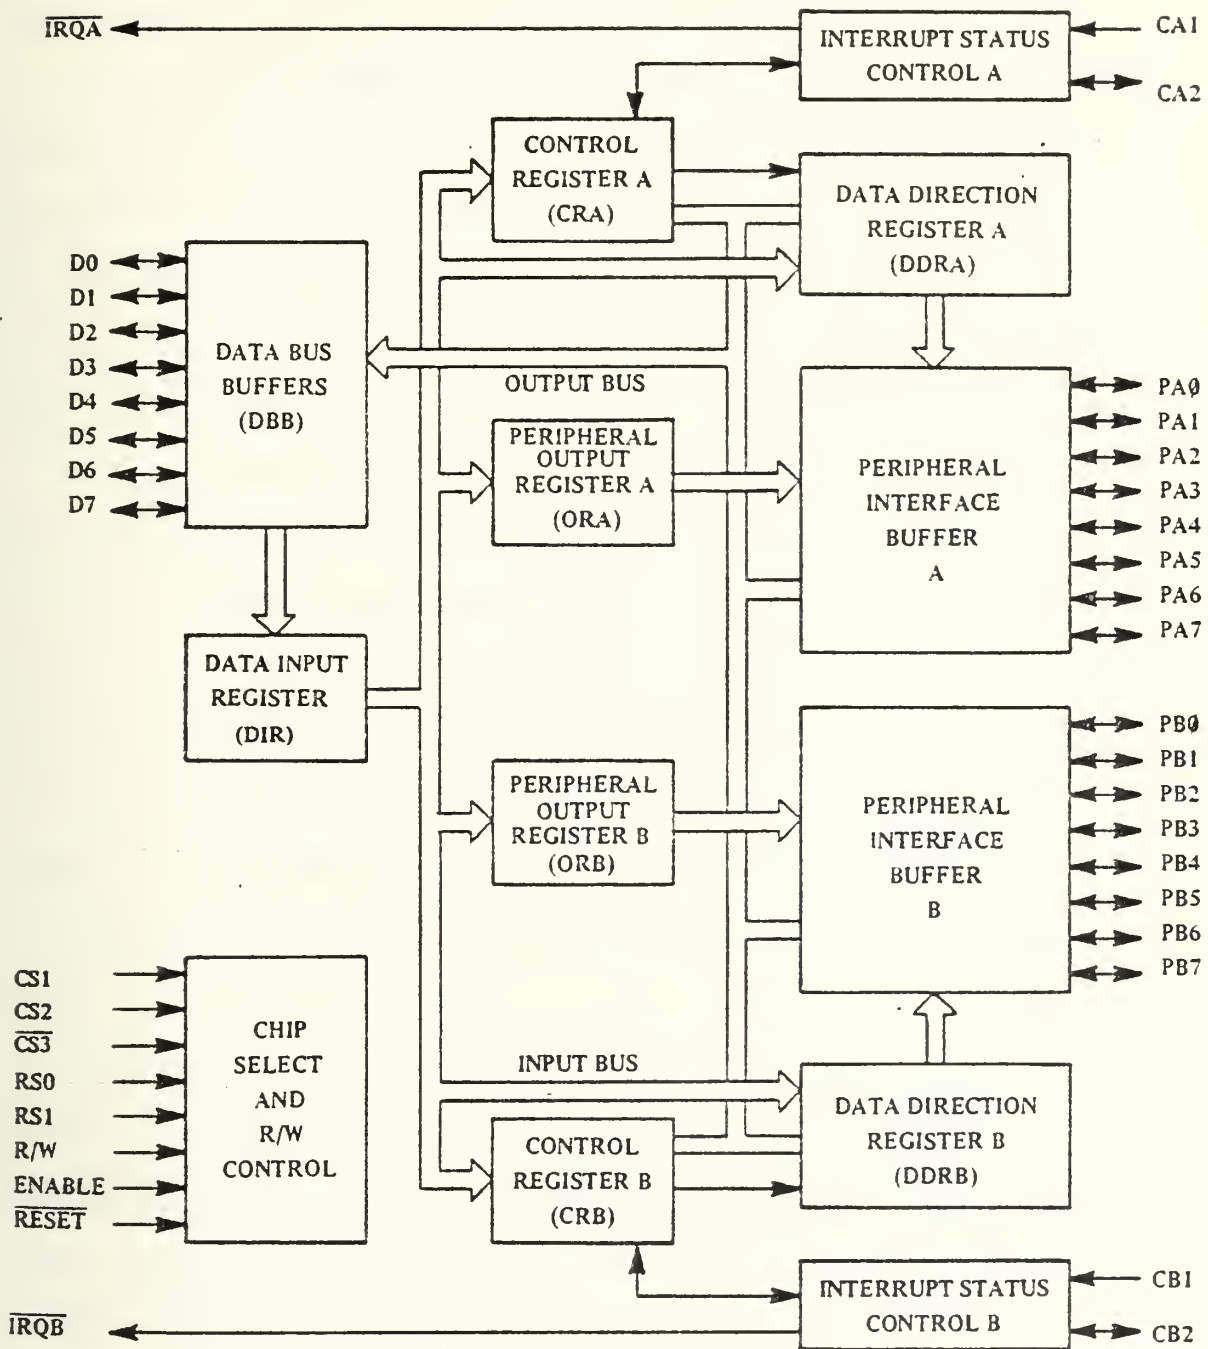 IRQA
INTERRUPT STATUS
CONTROL A
CA1
CA2
CONTROL
REGISTER A
(CRA)
DATA DIRECTION
REGISTER A
(DDRA)
D0
D1
D2
D3
D4
D5
D6
D7
DATA BUS
BUFFERS
(DBB)
OUTPUT BUS
PERIPHERAL
OUTPUT
REGISTER A
(ORA)
PERIPHERAL
INTERFACE
BUFFER
A
PAØ
PA1
PA2
PA3
PA4
PA5
PA6
PA7
DATA INPUT
REGISTER
(DIR)
PERIPHERAL
OUTPUT
REGISTER B
(ORB)
PERIPHERAL
INTERFACE
BUFFER
B
PBØ
PB1
PB2
PB3
PB4
PB5
PB6
PB7
CS1
CS2
CS3
RS0
RS1
R/W
ENABLE
RESET
CHIP
SELECT
AND
R/W
CONTROL
INPUT BUS
CONTROL
REGISTER B
(CRB)
DATA DIRECTION
REGISTER B
(DDRB)
IRQB
INTERRUPT STATUS
CONTROL B
CB1
CB2